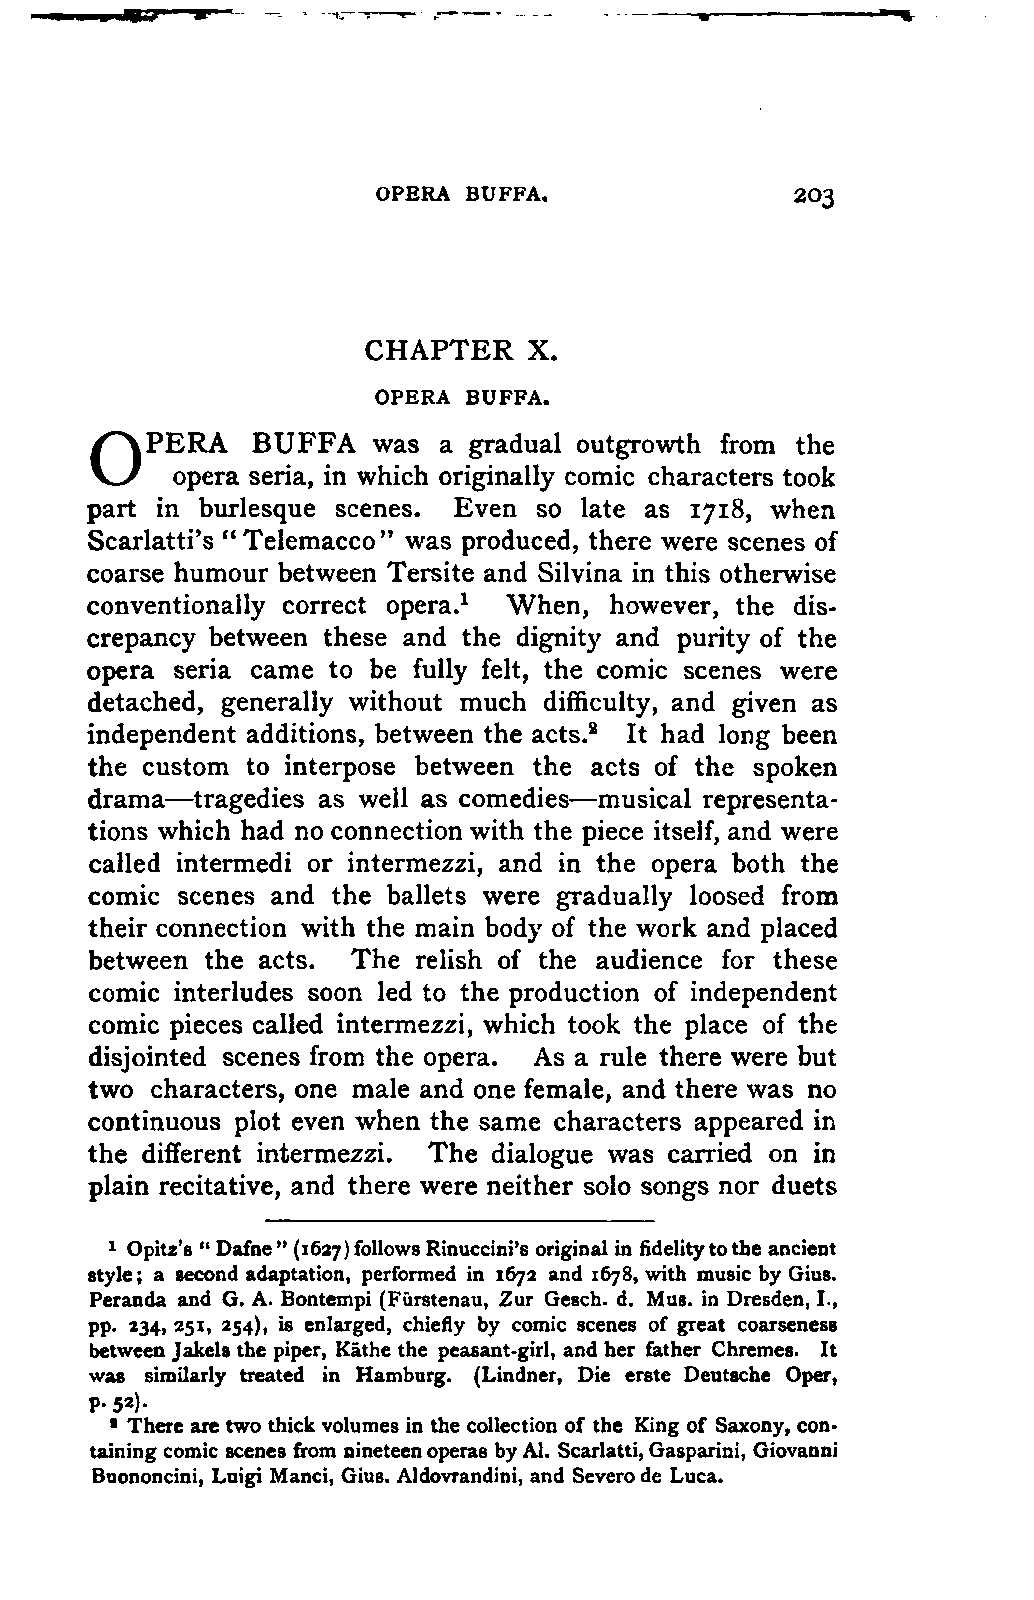 OPERA BUFFA. 203
CHAPTER X.
OPERA BUFFA.
OPERA BUFFA was a gradual outgrowth from the
opera seria, in which originally comic characters took
part in burlesque scenes. Even so late as 1718, when
Scarlatti's "Telemacco" was produced, there were scenes of
coarse humour between Tersite and Silvina in this otherwise
conventionally correct opera.¹ When, however, the dis-
crepancy between these and the dignity and purity of the
opera seria came to be fully felt, the comic scenes were
detached, generally without much difficulty, and given as
independent additions, between the acts.² It had long been
the custom to interpose between the acts of the spoken
drama—tragedies as well as comedies—musical representa-
tions which had no connection with the piece itself, and were
called intermedi or intermezzi, and in the opera both the
comic scenes and the ballets were gradually loosed from
their connection with the main body of the work and placed
between the acts. The relish of the audience for these
comic interludes soon led to the production of independent
comic pieces called intermezzi, which took the place of the
disjointed scenes from the opera. As a rule there were but
two characters, one male and one female, and there was no
continuous plot even when the same characters appeared in
the different intermezzi. The dialogue was carried on in
plain recitative, and there were neither solo songs nor duets
¹ Opitz's "Dafne" (1627) follows Rinuccini's original in fidelity to the ancient
style; a second adaptation, performed in 1672 and 1678, with music by Gius.
Peranda and G. A. Bontempi (Fürstenau, Zur Gesch. d. Mus. in Dresden, I.,
pp. 234, 251, 254), is enlarged, chiefly by comic scenes of great coarseness
between Jakels the piper, Käthe the peasant-girl, and her father Chremes. It
was similarly treated in Hamburg. (Lindner, Die erste Deutsche Oper,
p. 52).
² There are two thick volumes in the collection of the King of Saxony, con-
taining comic scenes from nineteen operas by Al. Scarlatti, Gasparini, Giovanni
Buononcini, Luigi Manci, Gius. Aldovrandini, and Severo de Luca.